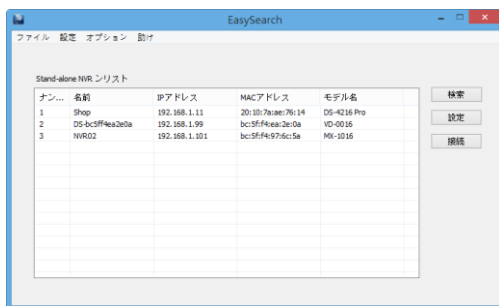 EasySearch
ファイル 設定 オプション 助け
Stand-alone NVR ンリスト
ナン... 名前 IPアドレス MACアドレス モデル名
1 Shop 192.168.1.11 20:10:7a:ae:76:14 DS-4216 Pro
2 DS-bc5ff4ea2e0a 192.168.1.99 bc:5f:f4:ea:2e:0a VD-0016
3 NVR02 192.168.1.101 bc:5f:f4:97:6c:5a MX-1016
検索
設定
接続